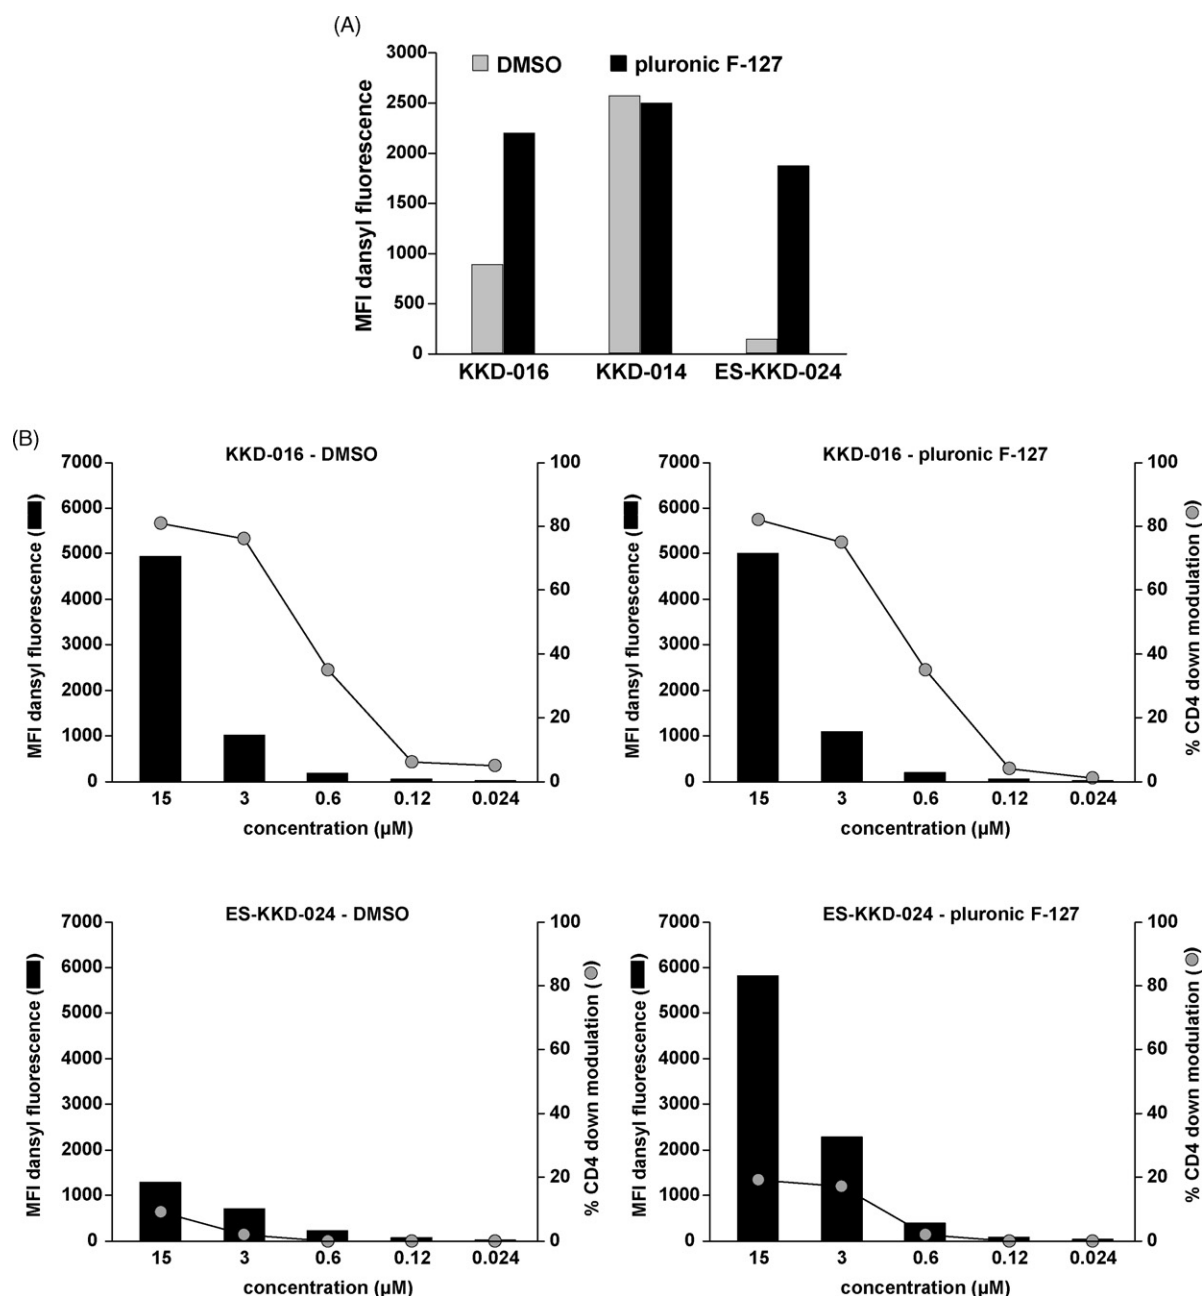 (A)
DMSO pluronic F-127
MFI dansyl fluorescence
3000
2500
2000
1500
1000
500
0
KKD-016 KKD-014 ES-KKD-024
(B)
KKD-016 - DMSO
MFI dansyl fluorescence ( )
7000
6000
5000
4000
3000
2000
1000
0
100
80
60
40
20
0
15 3 0.6 0.12 0.024
concentration (µM)
KKD-016 - pluronic F-127
MFI dansyl fluorescence ( )
7000
6000
5000
4000
3000
2000
1000
0
100
80
60
40
20
0
% CD4 down modulation ( )
15 3 0.6 0.12 0.024
concentration (µM)
ES-KKD-024 - DMSO
MFI dansyl fluorescence ( )
7000
6000
5000
4000
3000
2000
1000
0
100
80
60
40
20
0
% CD4 down modulation ( )
15 3 0.6 0.12 0.024
concentration (µM)
ES-KKD-024 - pluronic F-127
MFI dansyl fluorescence ( )
7000
6000
5000
4000
3000
2000
1000
0
100
80
60
40
20
0
% CD4 down modulation ( )
15 3 0.6 0.12 0.024
concentration (µM)